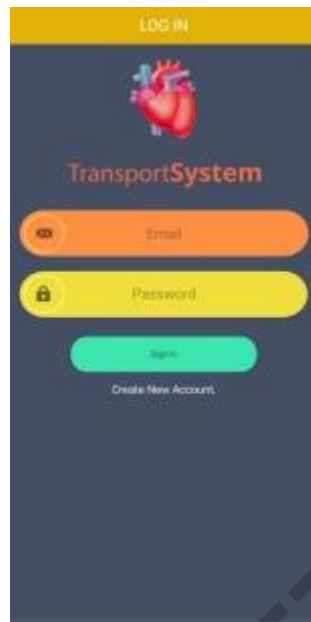 LOG IN
TransportSystem
Email
Password
Sign In
Create New Account.